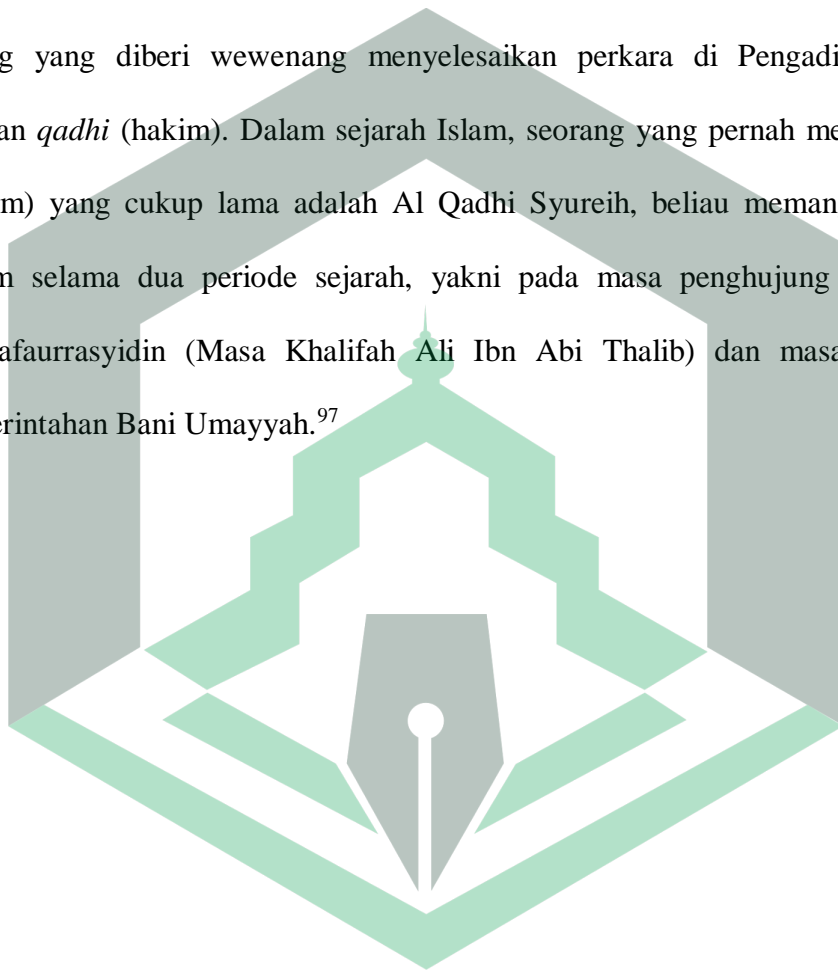 g yang diberi wewenang menyelesaikan perkara di Pengadi
an qadhi (hakim). Dalam sejarah Islam, seorang yang pernah me
m) yang cukup lama adalah Al Qadhi Syureih, beliau meman
m selama dua periode sejarah, yakni pada masa penghujung
afaurrasyidin (Masa Khalifah Ali Ibn Abi Thalib) dan masa
erintahan Bani Umayyah.97